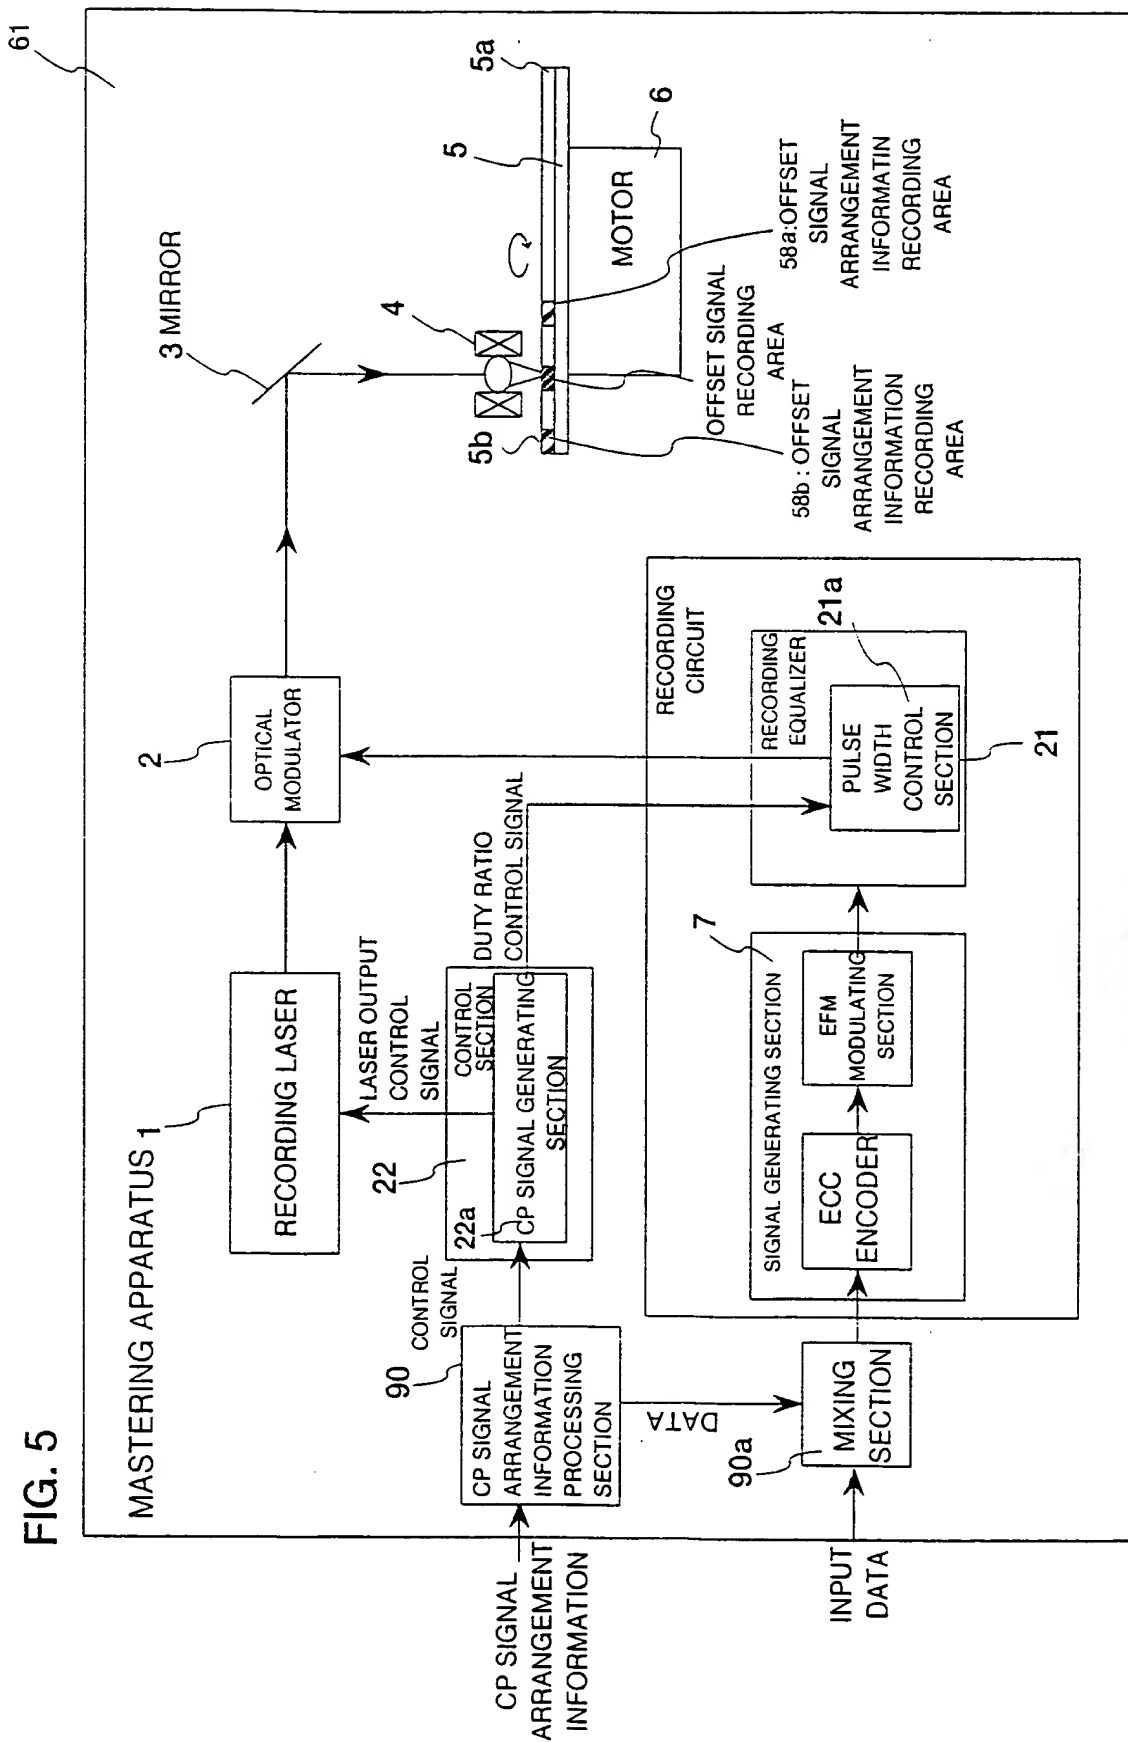 FIG. 5
61
MASTERING APPARATUS
1
RECORDING LASER
2
OPTICAL
MODULATOR
3 MIRROR
4
5
5a
5b
6
MOTOR
LASER OUTPUT
CONTROL
SIGNAL
DUTY RATIO
CONTROL SIGNAL
CONTROL
SECTION
22
22a
CP SIGNAL GENERATING
SECTION
CONTROL
SIGNAL
90
CP SIGNAL
ARRANGEMENT
INFORMATION
PROCESSING
SECTION
CP SIGNAL
ARRANGEMENT
INFORMATION
DATA
90a
MIXING
SECTION
INPUT
DATA
7
SIGNAL GENERATING SECTION
ECC
ENCODER
EFM
MODULATING
SECTION
RECORDING
CIRCUIT
RECORDING
EQUALIZER
21a
PULSE
WIDTH
CONTROL
SECTION
21
OFFSET SIGNAL
RECORDING
AREA
58b : OFFSET
SIGNAL
ARRANGEMENT
INFORMATION
RECORDING
AREA
58a:OFFSET
SIGNAL
ARRANGEMENT
INFORMATIN
RECORDING
AREA